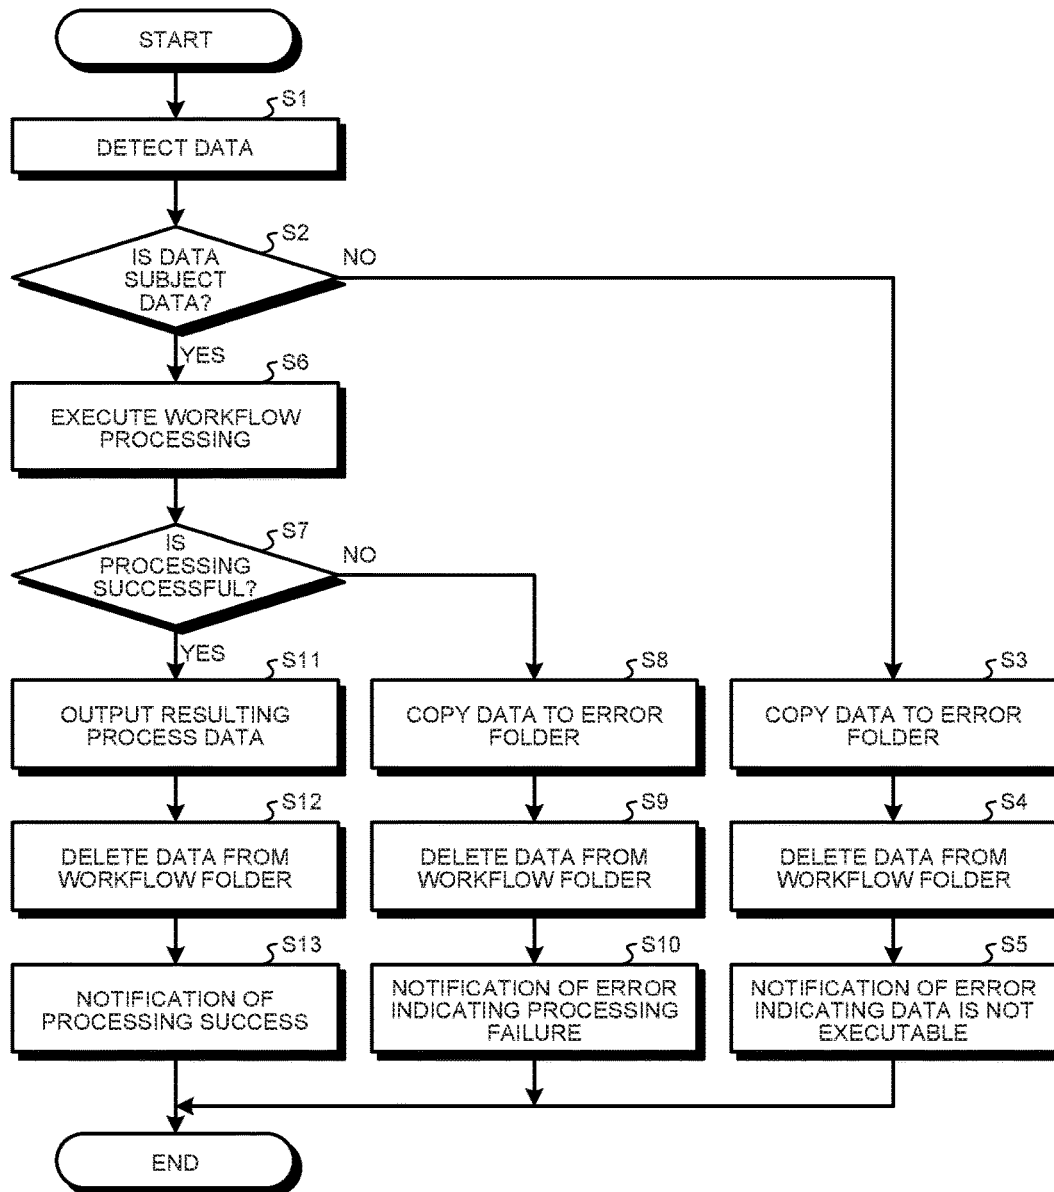 START
S1
DETECT DATA
S2
IS DATA
SUBJECT
DATA?
NO
YES
S6
EXECUTE WORKFLOW
PROCESSING
S7
IS
PROCESSING
SUCCESSFUL?
NO
YES
S11
OUTPUT RESULTING
PROCESS DATA
S8
COPY DATA TO ERROR
FOLDER
S3
COPY DATA TO ERROR
FOLDER
S12
DELETE DATA FROM
WORKFLOW FOLDER
S9
DELETE DATA FROM
WORKFLOW FOLDER
S4
DELETE DATA FROM
WORKFLOW FOLDER
S13
NOTIFICATION OF
PROCESSING SUCCESS
S10
NOTIFICATION OF ERROR
INDICATING PROCESSING
FAILURE
S5
NOTIFICATION OF ERROR
INDICATING DATA IS NOT
EXECUTABLE
END